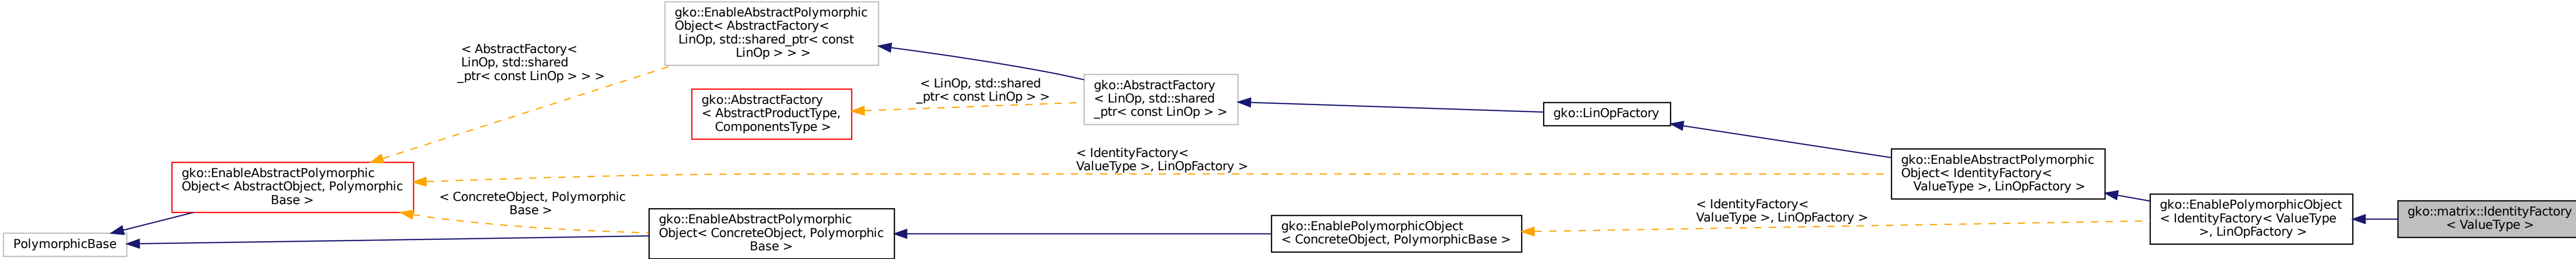 gko::EnableAbstractPolymorphic
Object< AbstractFactory<
LinOp, std::shared_ptr< const
LinOp > > >
< AbstractFactory<
LinOp, std::shared
_ptr< const LinOp > > >
gko::AbstractFactory
< AbstractProductType,
ComponentsType >
< LinOp, std::shared
_ptr< const LinOp > >
gko::AbstractFactory
< LinOp, std::shared
_ptr< const LinOp > >
gko::LinOpFactory
gko::EnableAbstractPolymorphic
Object< AbstractObject, Polymorphic
Base >
< IdentityFactory<
ValueType >, LinOpFactory >
gko::EnableAbstractPolymorphic
Object< IdentityFactory<
ValueType >, LinOpFactory >
< ConcreteObject, Polymorphic
Base >
PolymorphicBase
gko::EnableAbstractPolymorphic
Object< ConcreteObject, Polymorphic
Base >
gko::EnablePolymorphicObject
< ConcreteObject, PolymorphicBase >
< IdentityFactory<
ValueType >, LinOpFactory >
gko::EnablePolymorphicObject
< IdentityFactory< ValueType
>, LinOpFactory >
gko::matrix::IdentityFactory
< ValueType >